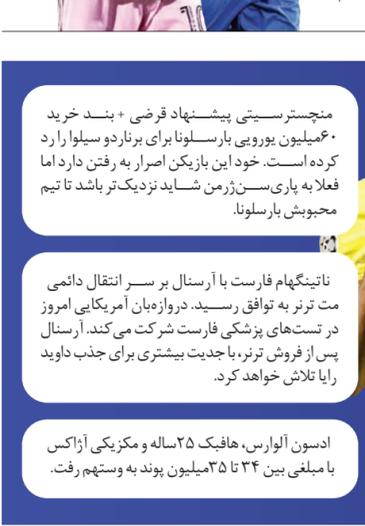 منچسترسیتی پیشنهاد قرضی + بند خرید
۶۰میلیون یورویی بارسلونا برای برناردو سیلوا را رد
کرده است. خود این بازیکن اصرار به رفتن دارد اما
فعلا به پاری‌سن‌ژرمن شاید نزدیک‌تر باشد تا تیم
محبوبش بارسلونا.
ناتینگهام فارست با آرسنال بر سر انتقال دائمی
مت ترنر به توافق رسید. دروازه‌بان آمریکایی امروز
در تست‌های پزشکی فارست شرکت می‌کند. آرسنال
پس از فروش ترنر، با جدیت بیشتری برای جذب داوید
رایا تلاش خواهد کرد.
ادسون آلوارس، هافبک ۲۵ساله و مکزیکی آژاکس
با مبلغی بین ۳۴ تا ۳۵میلیون پوند به وستهم رفت.